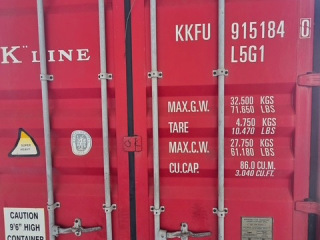 KKFU 915184 0
L5G1
K" LINE
MAX.G.W. 32.500 KGS
71.650 LBS
TARE 4.750 KGS
10.470 LBS
MAX.C.W. 27.750 KGS
61.180 LBS
CU.CAP. 86.0 CU.M.
3.040 CU.FT.
CAUTION
9'6" HIGH
CONTAINER